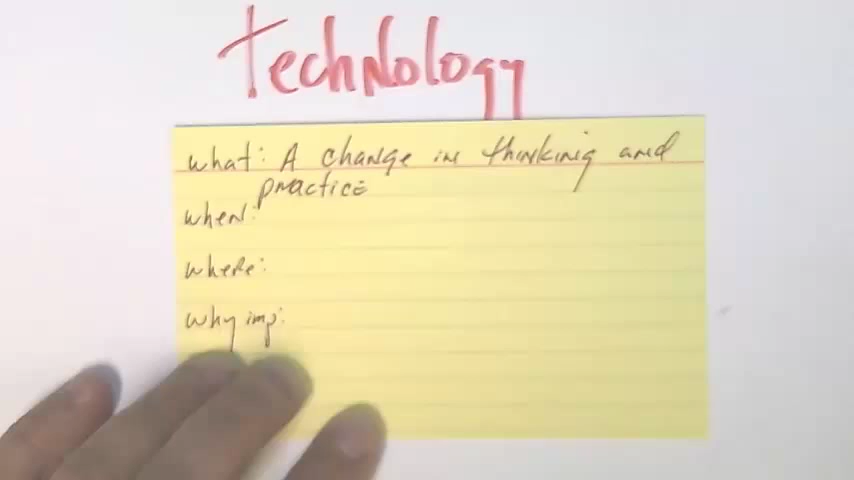 technology
what: A change in thinking and
practice
when:
where:
why imp: